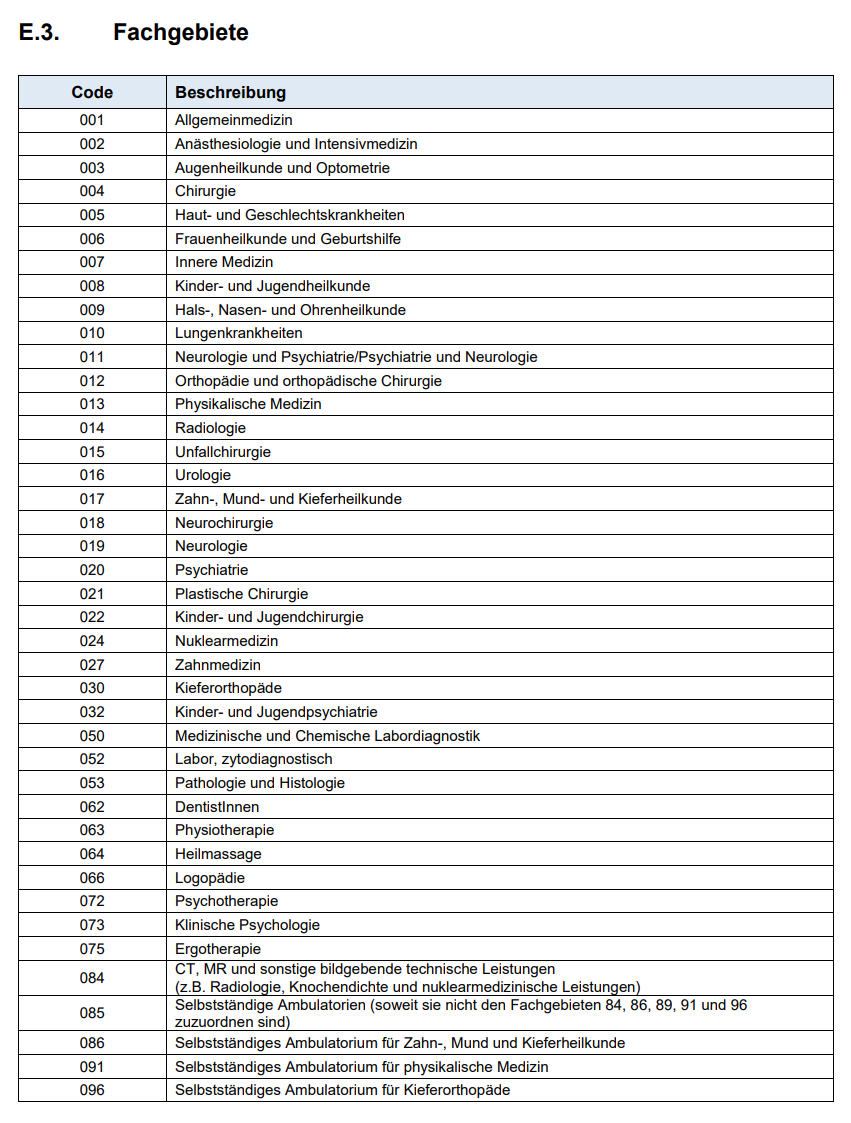 E.3. Fachgebiete
Code Beschreibung
001 Allgemeinmedizin
002 Anästhesiologie und Intensivmedizin
003 Augenheilkunde und Optometrie
004 Chirurgie
005 Haut- und Geschlechtskrankheiten
006 Frauenheilkunde und Geburtshilfe
007 Innere Medizin
008 Kinder- und Jugendheilkunde
009 Hals-, Nasen- und Ohrenheilkunde
010 Lungenkrankheiten
011 Neurologie und Psychiatrie/Psychiatrie und Neurologie
012 Orthopädie und orthopädische Chirurgie
013 Physikalische Medizin
014 Radiologie
015 Unfallchirurgie
016 Urologie
017 Zahn-, Mund- und Kieferheilkunde
018 Neurochirurgie
019 Neurologie
020 Psychiatrie
021 Plastische Chirurgie
022 Kinder- und Jugendchirurgie
024 Nuklearmedizin
027 Zahnmedizin
030 Kieferorthopäde
032 Kinder- und Jugendpsychiatrie
050 Medizinische und Chemische Labordiagnostik
052 Labor, zytodiagnostisch
053 Pathologie und Histologie
062 DentistInnen
063 Physiotherapie
064 Heilmassage
066 Logopädie
072 Psychotherapie
073 Klinische Psychologie
075 Ergotherapie
084 CT, MR und sonstige bildgebende technische Leistungen
(z.B. Radiologie, Knochendichte und nuklearmedizinische Leistungen)
085 Selbstständige Ambulatorien (soweit sie nicht den Fachgebieten 84, 86, 89, 91 und 96
zuzuordnen sind)
086 Selbstständiges Ambulatorium für Zahn-, Mund und Kieferheilkunde
091 Selbstständiges Ambulatorium für physikalische Medizin
096 Selbstständiges Ambulatorium für Kieferorthopäde